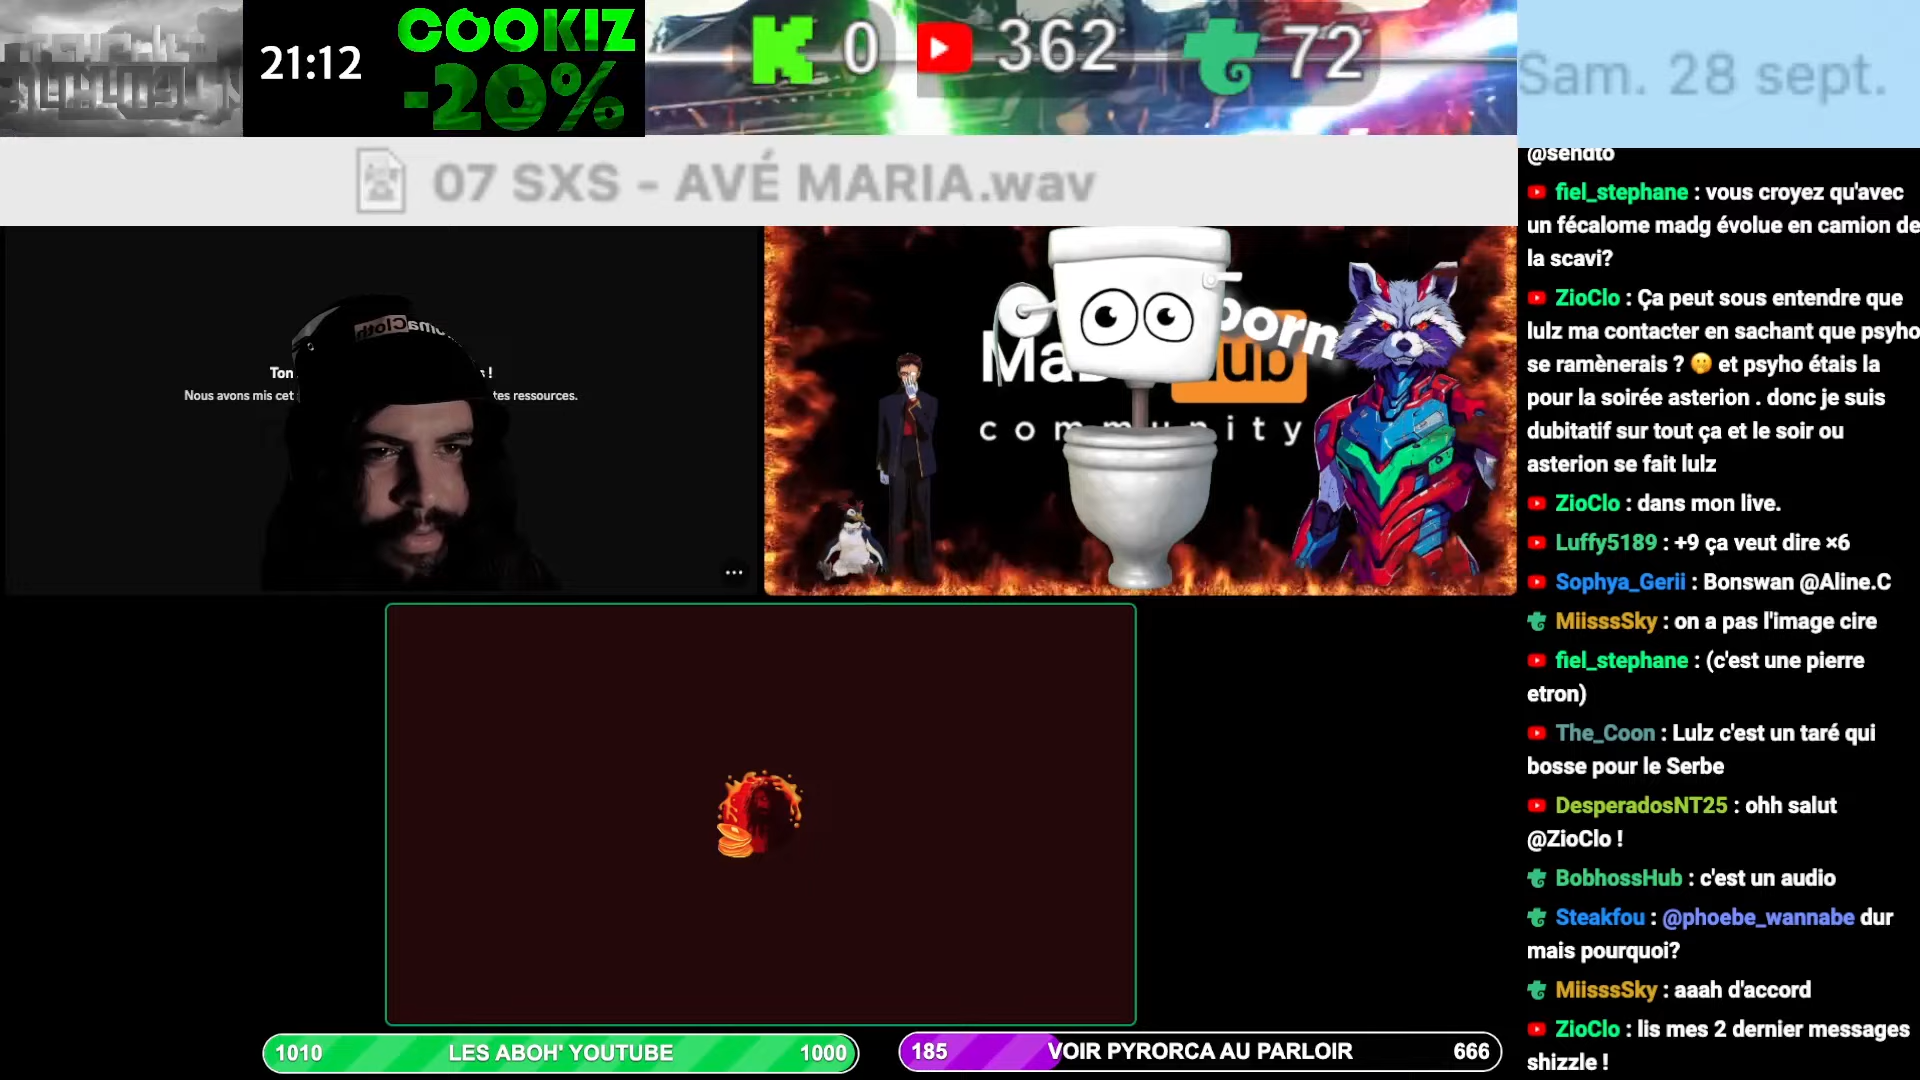 21:12
COOKIZ
-20%
0
362
72
Sam. 28 sept.
07 SXS - AVÉ MARIA.wav
Ton
s !
Nous avons mis cet
tes ressources.
Cloth
Ma
porn
ub
community
@sendto
fiel_stephane : vous croyez qu'avec
un fécalome madg évolue en camion de
la scavi?
ZioClo : Ça peut sous entendre que
lulz ma contacter en sachant que psyho
se ramènerais ? 🤫 et psyho étais la
pour la soirée asterion . donc je suis
dubitatif sur tout ça et le soir ou
asterion se fait lulz
ZioClo : dans mon live.
Luffy5189 : +9 ça veut dire ×6
Sophya_Gerii : Bonswan @Aline.C
MiisssSky : on a pas l'image cire
fiel_stephane : (c'est une pierre
etron)
The_Coon : Lulz c'est un taré qui
bosse pour le Serbe
DesperadosNT25 : ohh salut
@ZioClo !
BobhossHub : c'est un audio
Steakfou : @phoebe_wannabe dur
mais pourquoi?
MiisssSky : aaah d'accord
ZioClo : lis mes 2 dernier messages
shizzle !
1010 LES ABOH' YOUTUBE 1000
185 VOIR PYRORCA AU PARLOIR 666